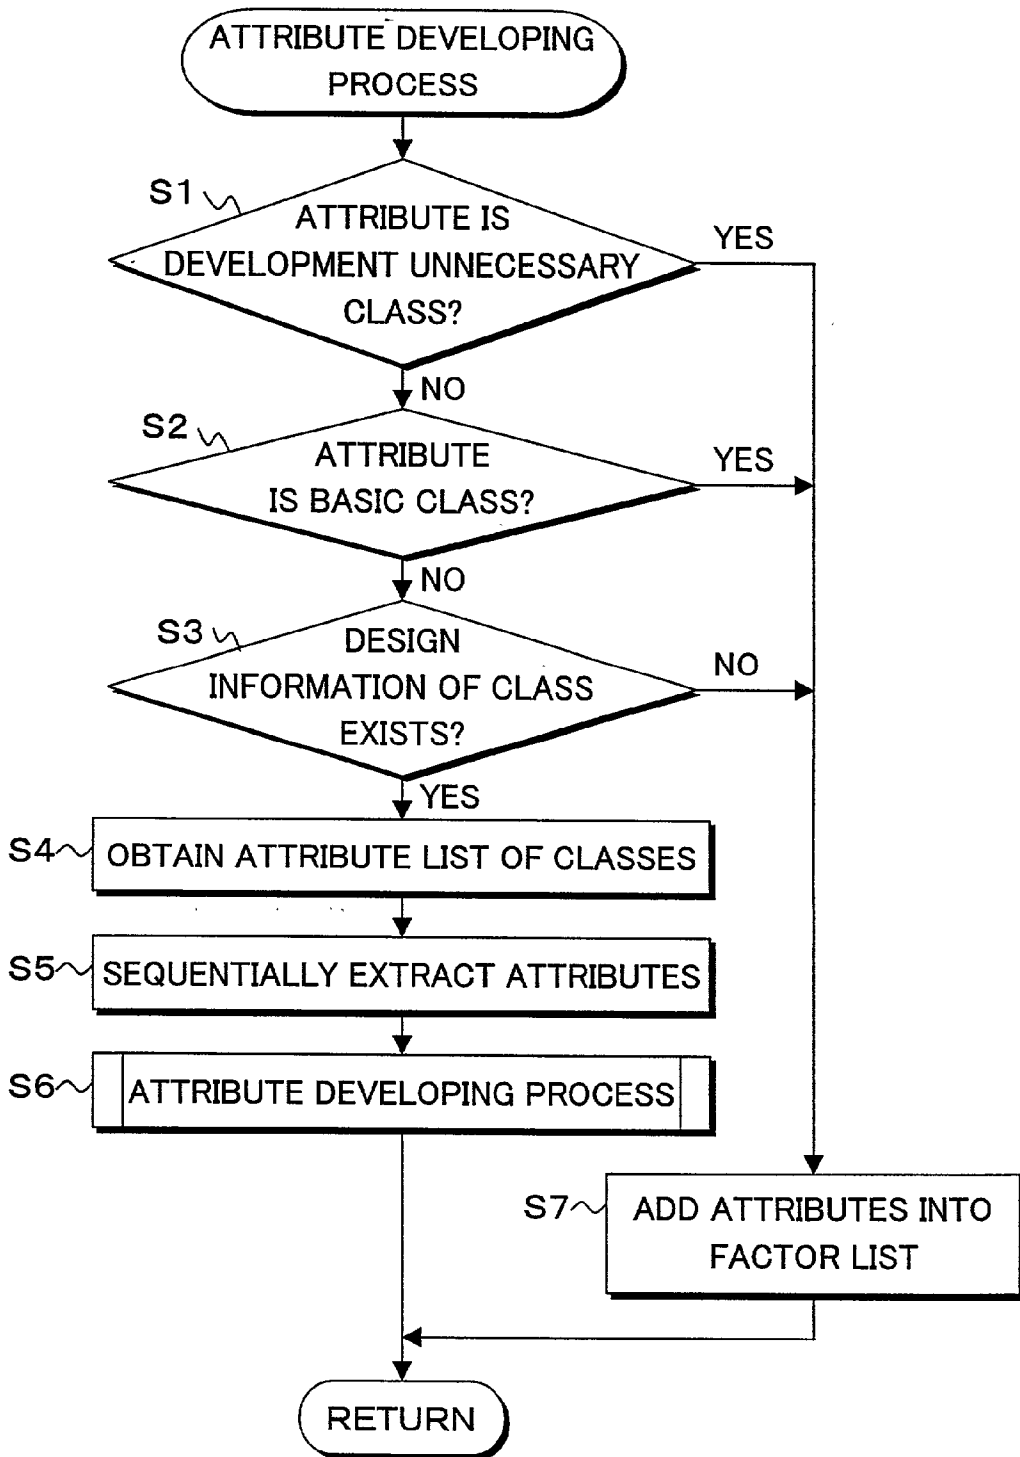 ATTRIBUTE DEVELOPING
PROCESS
S1
ATTRIBUTE IS
DEVELOPMENT UNNECESSARY
CLASS?
YES
NO
S2
ATTRIBUTE
IS BASIC CLASS?
YES
NO
S3
DESIGN
INFORMATION OF CLASS
EXISTS?
NO
YES
S4
OBTAIN ATTRIBUTE LIST OF CLASSES
S5
SEQUENTIALLY EXTRACT ATTRIBUTES
S6
ATTRIBUTE DEVELOPING PROCESS
S7
ADD ATTRIBUTES INTO
FACTOR LIST
RETURN